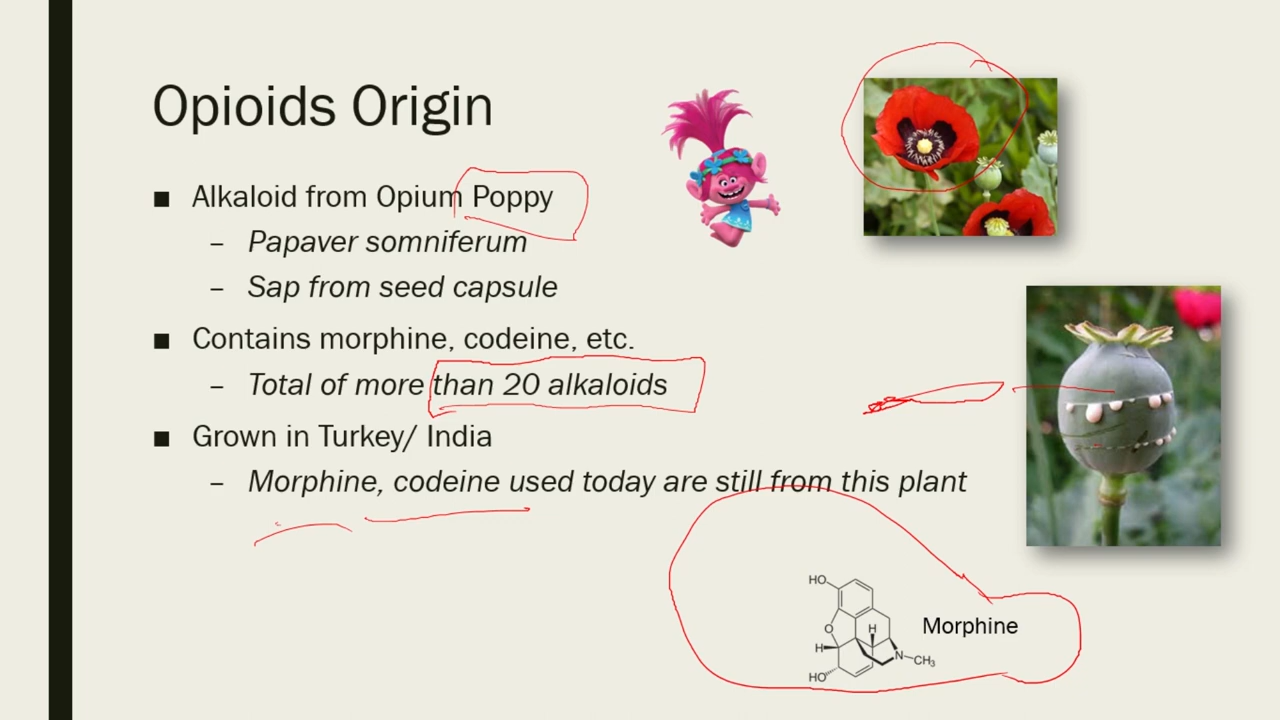 Opioids Origin
■ Alkaloid from Opium Poppy
– Papaver somniferum
– Sap from seed capsule
■ Contains morphine, codeine, etc.
– Total of more than 20 alkaloids
■ Grown in Turkey/ India
– Morphine, codeine used today are still from this plant
HO
O
H
H
N
CH3
HO
Morphine